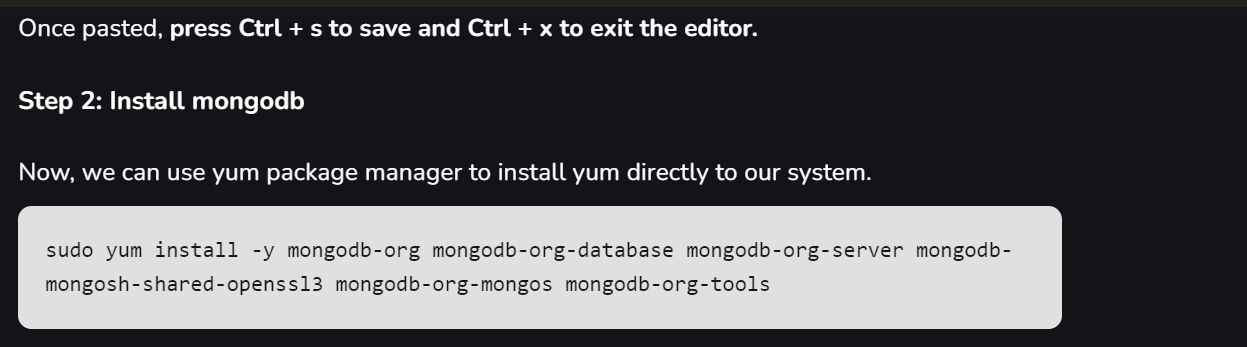 Once pasted, press Ctrl + s to save and Ctrl + x to exit the editor.
Step 2: Install mongodb
Now, we can use yum package manager to install yum directly to our system.
sudo yum install -y mongodb-org mongodb-org-database mongodb-org-server mongodb-
mongosh-shared-openssl3 mongodb-org-mongos mongodb-org-tools